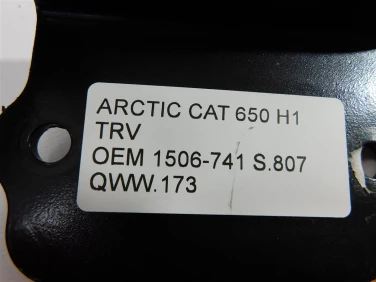 ARCTIC CAT 650 H1
TRV
OEM 1506-741 S.807
QWW.173